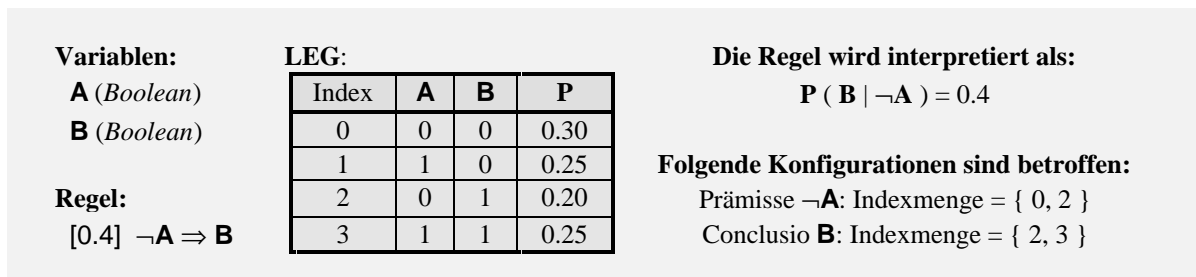 Variablen:
A (Boolean)
B (Boolean)
Regel:
[0.4] ¬A ⇒ B
LEG:
Index A B P
0 0 0 0.30
1 1 0 0.25
2 0 1 0.20
3 1 1 0.25
Die Regel wird interpretiert als:
P ( B | ¬A ) = 0.4
Folgende Konfigurationen sind betroffen:
Prämisse ¬A: Indexmenge = { 0, 2 }
Conclusio B: Indexmenge = { 2, 3 }